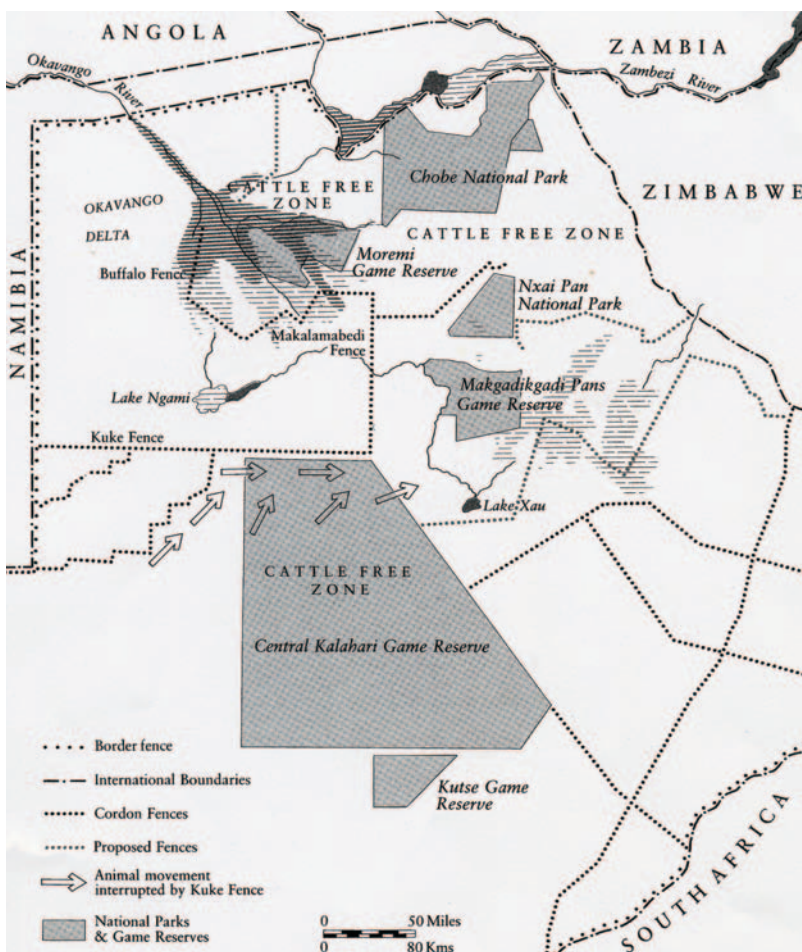 ANGOLA
ZAMBIA
Okavango
River
Zambezi River
Chobe National Park
ZIMBABWE
CATTLE FREE
ZONE
OKAVANGO
DELTA
CATTLE FREE ZONE
Moremi
Game Reserve
Buffalo Fence
Nxai Pan
National Park
NAMIBIA
Makalamabedi
Fence
Makgadikgadi Pans
Game Reserve
Lake Ngami
Kuke Fence
Lake Xau
CATTLE FREE
ZONE
Central Kalahari Game Reserve
Kutse Game
Reserve
SOUTH AFRICA
Border fence
International Boundaries
Cordon Fences
Proposed Fences
Animal movement
interrupted by Kuke Fence
National Parks
& Game Reserves
0 50 Miles
0 80 Kms